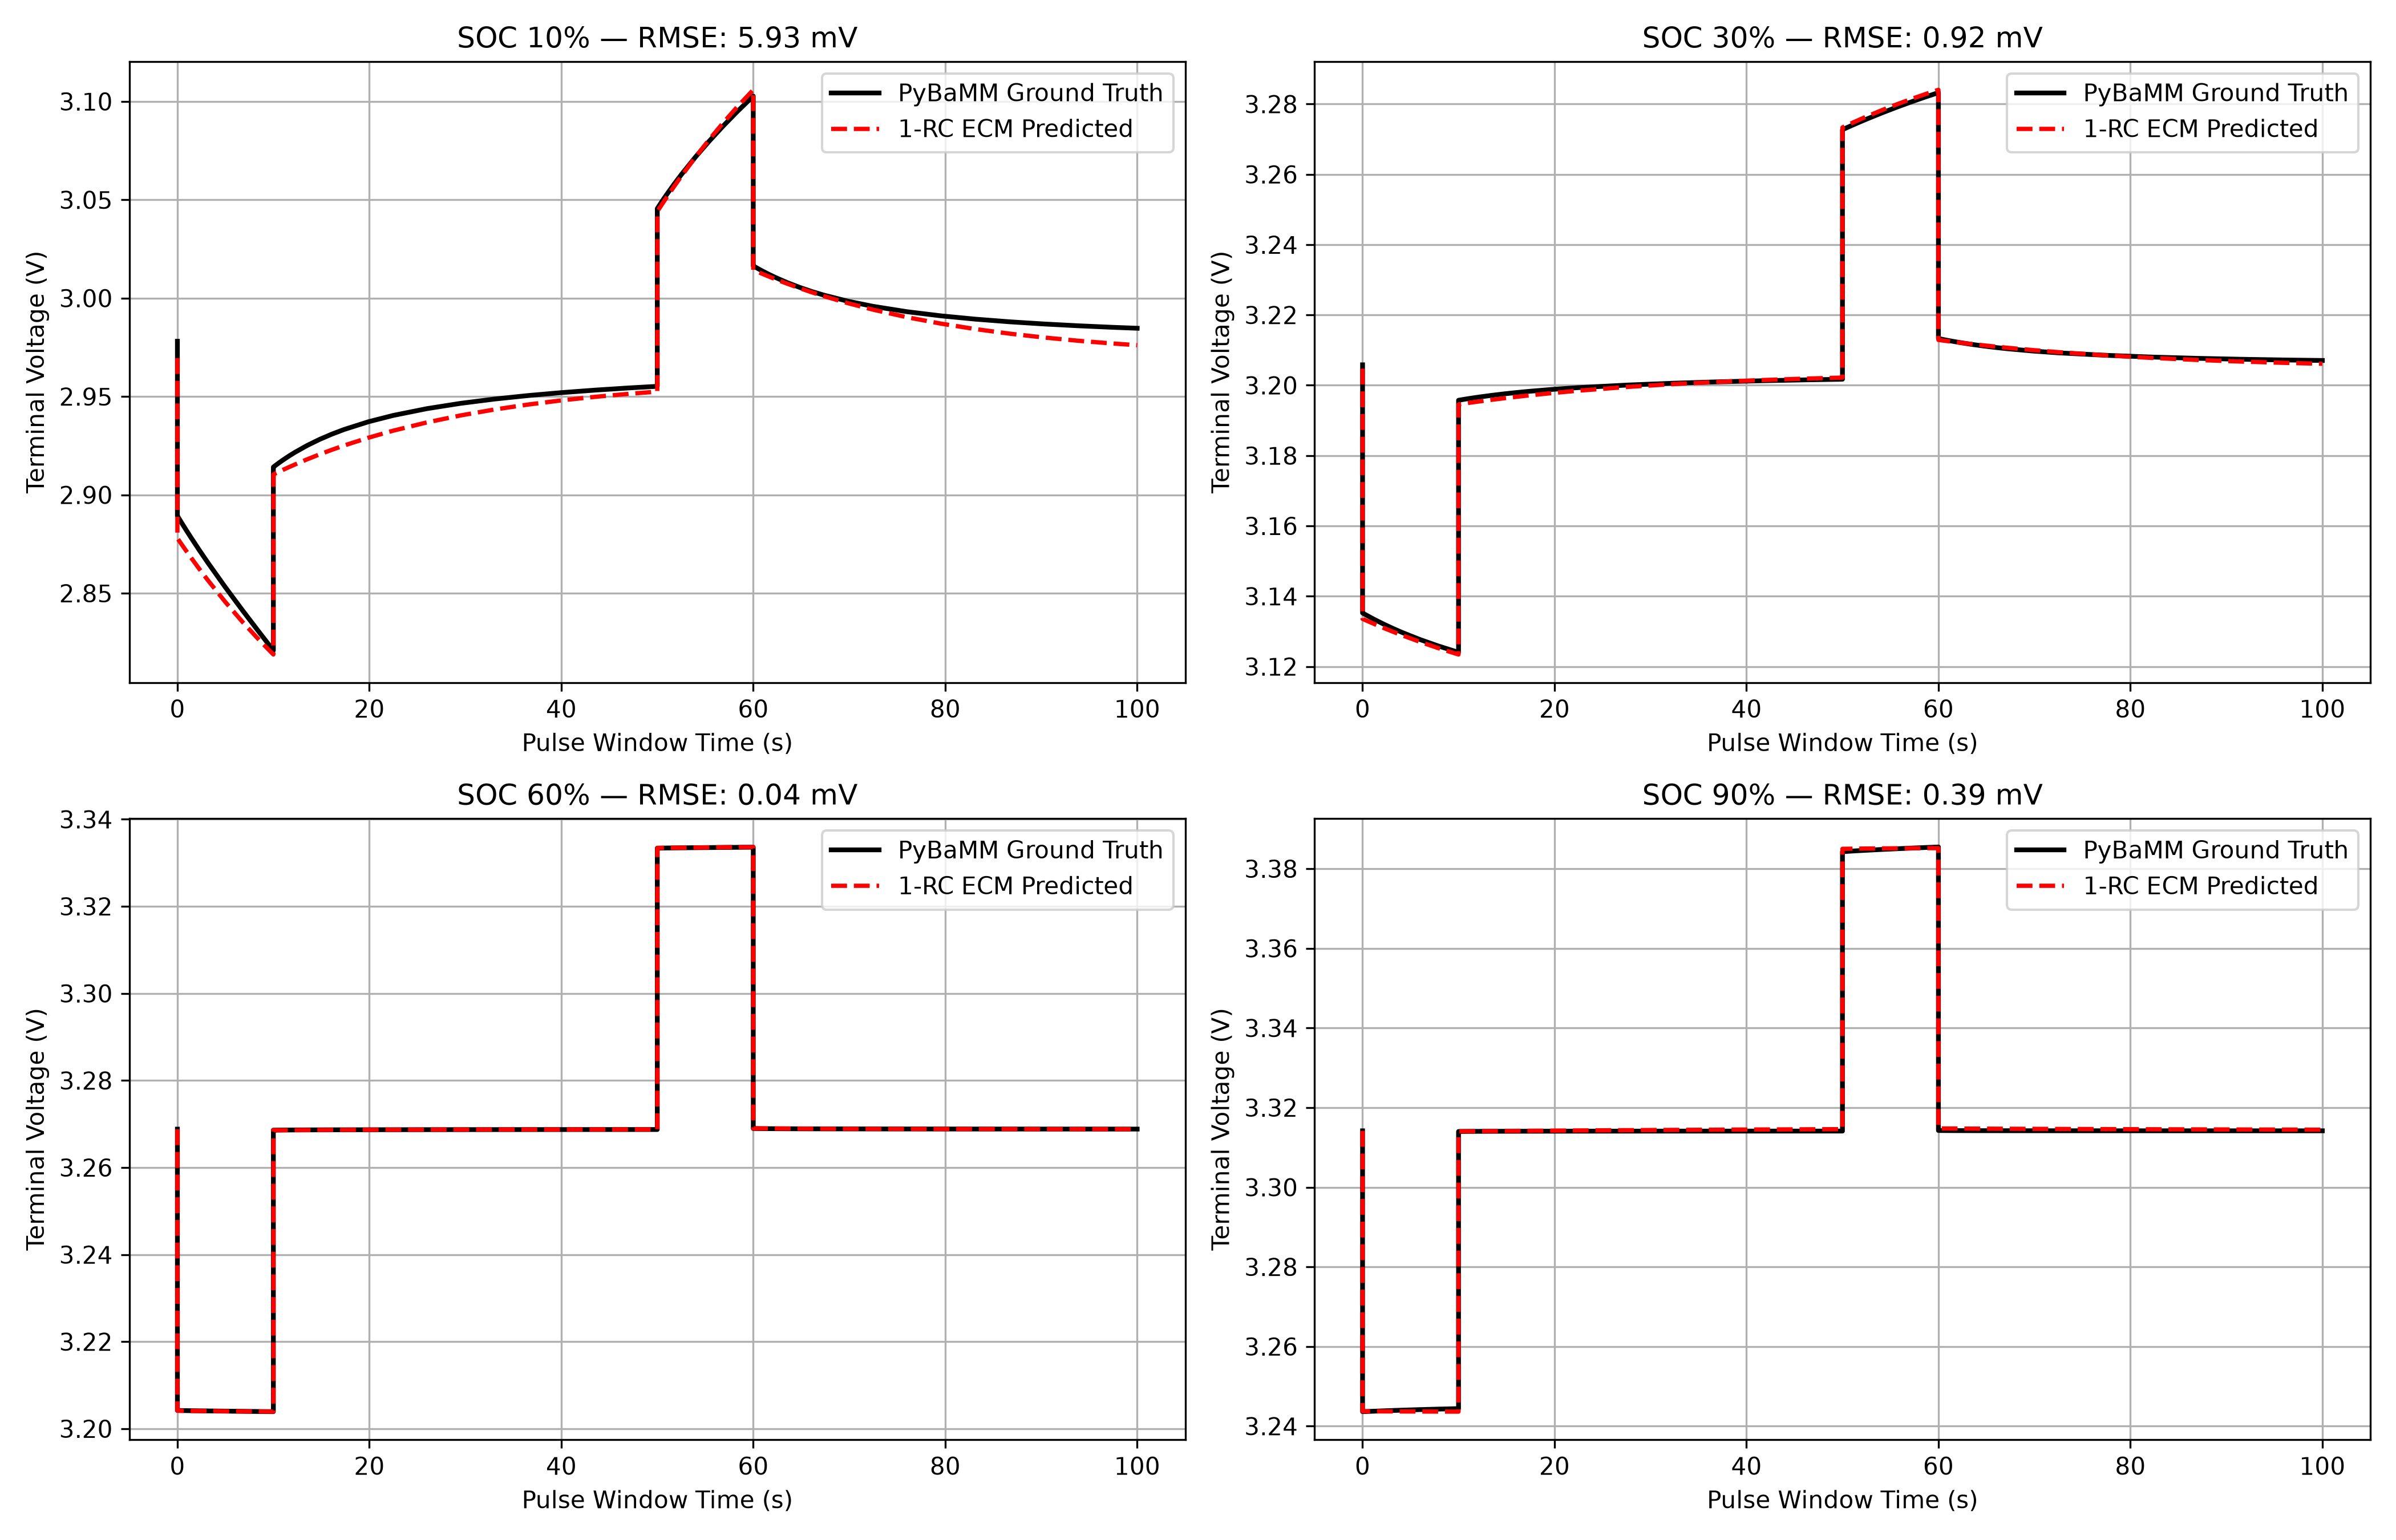 SOC 10% — RMSE: 5.93 mV
Terminal Voltage (V)
3.10
3.05
3.00
2.95
2.90
2.85
PyBaMM Ground Truth
1-RC ECM Predicted
0 20 40 60 80 100
Pulse Window Time (s)
SOC 30% — RMSE: 0.92 mV
Terminal Voltage (V)
3.28
3.26
3.24
3.22
3.20
3.18
3.16
3.14
3.12
PyBaMM Ground Truth
1-RC ECM Predicted
0 20 40 60 80 100
Pulse Window Time (s)
SOC 60% — RMSE: 0.04 mV
Terminal Voltage (V)
3.34
3.32
3.30
3.28
3.26
3.24
3.22
3.20
PyBaMM Ground Truth
1-RC ECM Predicted
0 20 40 60 80 100
Pulse Window Time (s)
SOC 90% — RMSE: 0.39 mV
Terminal Voltage (V)
3.38
3.36
3.34
3.32
3.30
3.28
3.26
3.24
PyBaMM Ground Truth
1-RC ECM Predicted
0 20 40 60 80 100
Pulse Window Time (s)